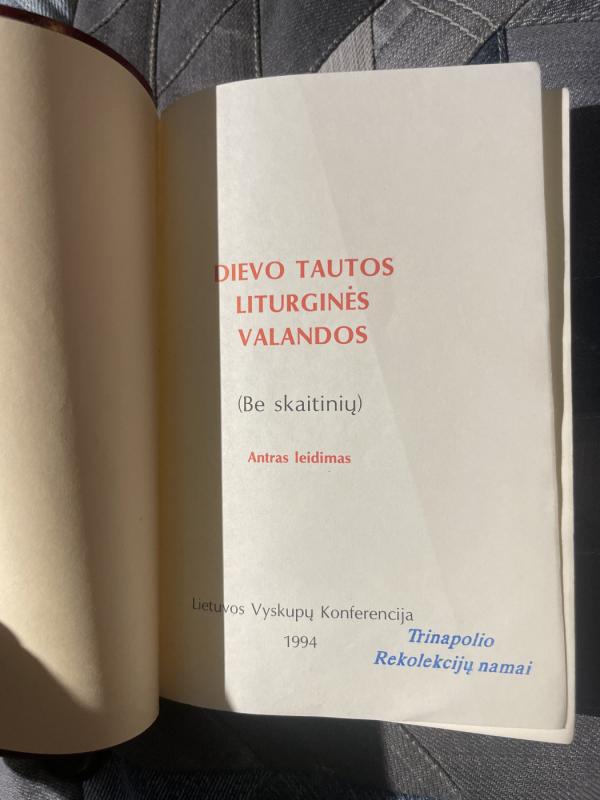 DIEVO TAUTOS
LITURGINĖS
VALANDOS
(Be skaitinių)
Antras leidimas
Lietuvos Vyskupų Konferencija
1994
Trinapolio
Rekolekcijų namai